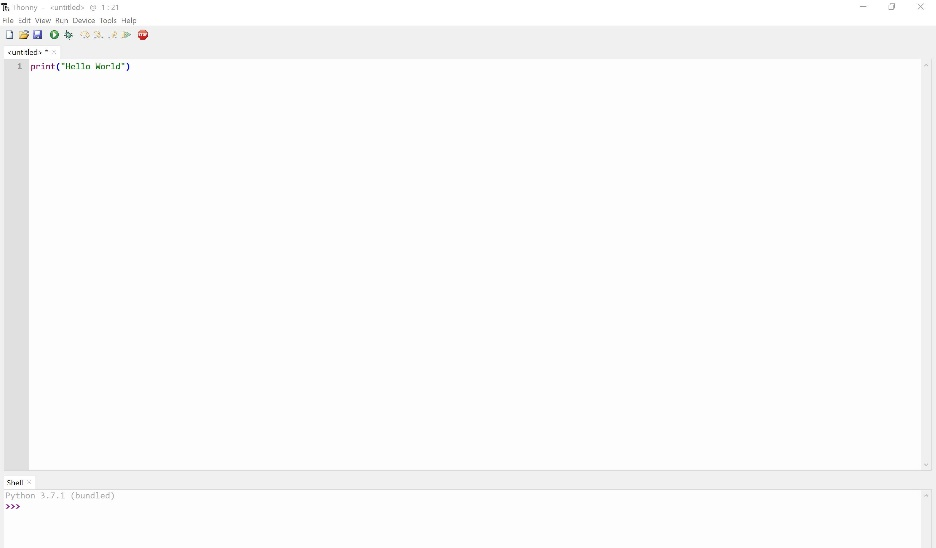 Thonny - <untitled> @ 1 : 21
File Edit View Run Device Tools Help
STOP
<untitled> * ×
1 print("Hello World")
Shell ×
Python 3.7.1 (bundled)
>>>